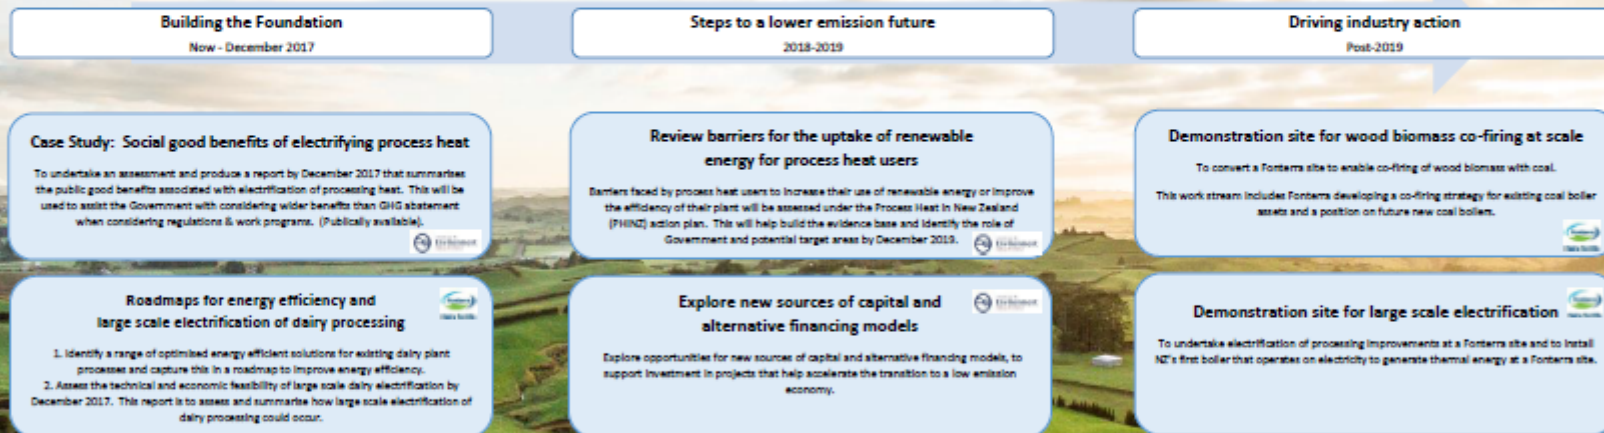 Building the Foundation
Now - December 2017
Steps to a lower emission future
2018-2019
Driving industry action
Post-2019
Case Study: Social good benefits of electrifying process heat
To undertake an assessment and produce a report by December 2017 that summarises
the public good benefits associated with electrification of processing heat. This will be
used to assist the Government with considering wider benefits than GHG abatement
when considering regulations & work programs. (Publically available).
Environment
Roadmaps for energy efficiency and
large scale electrification of dairy processing
Fonterra
1. Identify a range of optimised energy efficient solutions for existing dairy plant
processes and capture this in a roadmap to improve energy efficiency.
2. Assess the technical and economic feasibility of large scale dairy electrification by
December 2017. This report is to assess and summarise how large scale electrification of
dairy processing could occur.
Review barriers for the uptake of renewable
energy for process heat users
Barriers faced by process heat users to increase their use of renewable energy or improve
the efficiency of their plant will be assessed under the Process Heat in New Zealand
(PHiNZ) action plan. This will help build the evidence base and identify the role of
Government and potential target areas by December 2019.
Environment
Explore new sources of capital and
alternative financing models
Environment
Explore opportunities for new sources of capital and alternative financing models, to
support investment in projects that help accelerate the transition to a low emission
economy.
Demonstration site for wood biomass co-firing at scale
To convert a Fonterra site to enable co-firing of wood biomass with coal.
This work stream includes Fonterra developing a co-firing strategy for existing coal boiler
assets and a position on future new coal boilers.
Fonterra
Demonstration site for large scale electrification
Fonterra
To undertake electrification of processing improvements at a Fonterra site and to install
NZ's first boiler that operates on electricity to generate thermal energy at a Fonterra site.